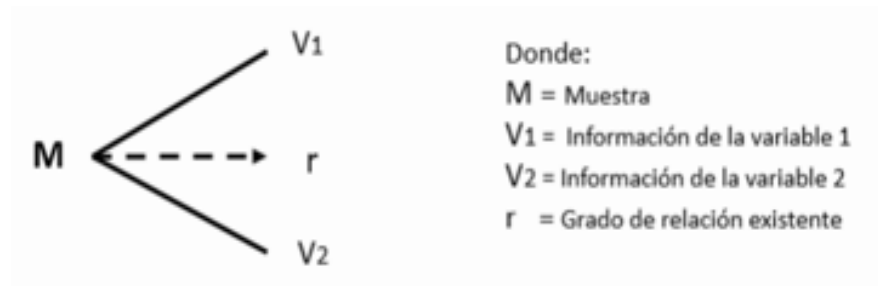 V1
M
r
V2
Donde:
M = Muestra
V1 = Información de la variable 1
V2 = Información de la variable 2
r = Grado de relación existente